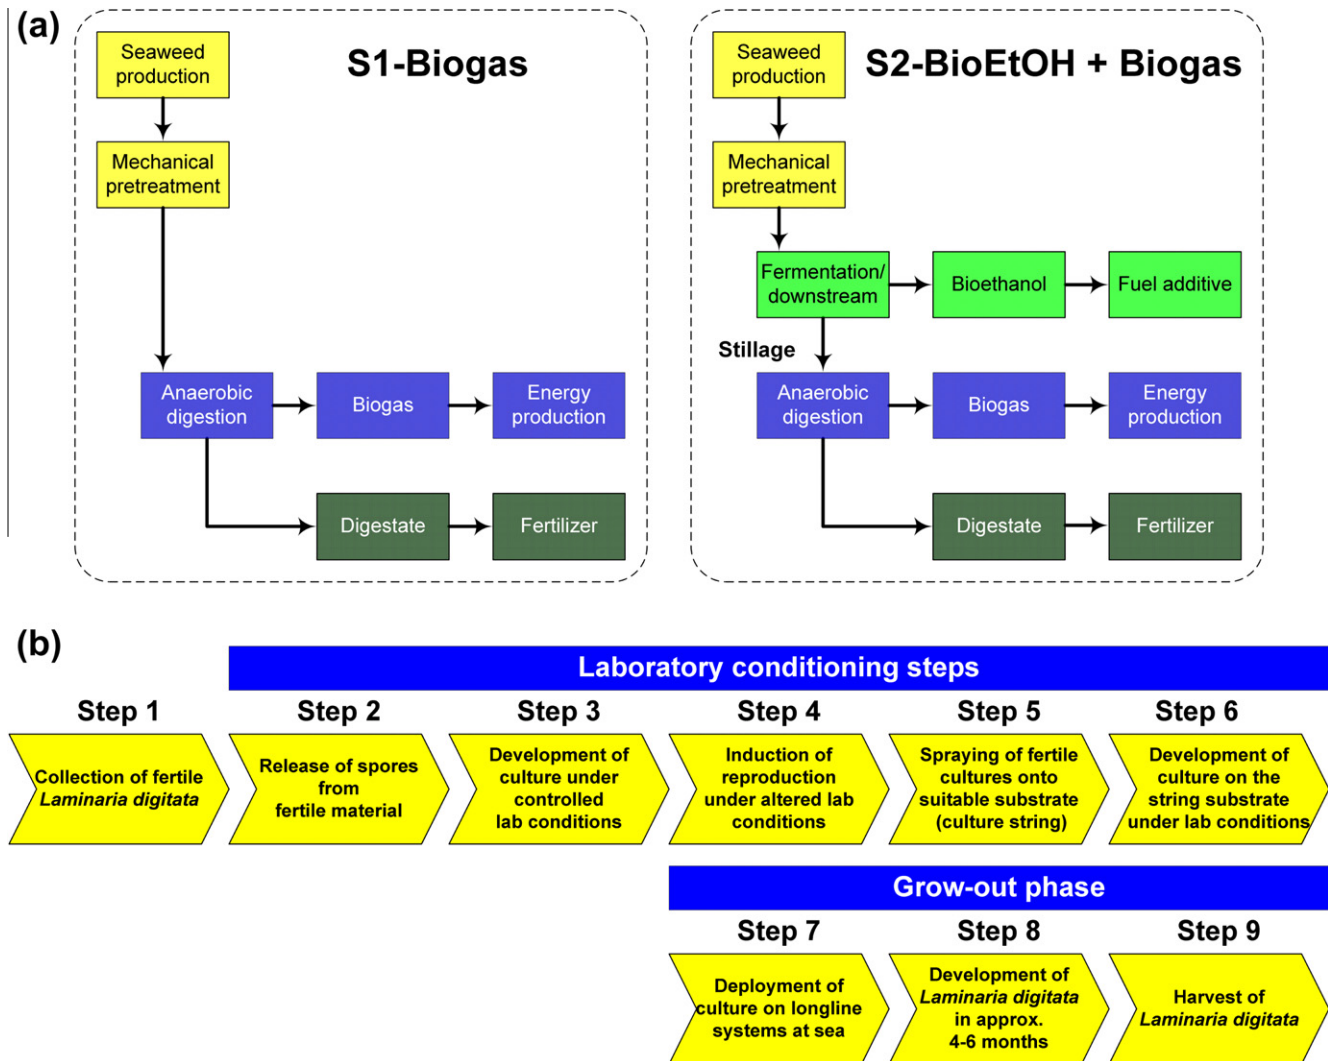 (a)
S1-Biogas
Seaweed
production
Mechanical
pretreatment
Anaerobic
digestion
Biogas
Energy
production
Digestate
Fertilizer
S2-BioEtOH + Biogas
Seaweed
production
Mechanical
pretreatment
Fermentation/
downstream
Bioethanol
Fuel additive
Stillage
Anaerobic
digestion
Biogas
Energy
production
Digestate
Fertilizer
(b)
Laboratory conditioning steps
Step 1
Collection of fertile
Laminaria digitata
Step 2
Release of spores
from
fertile material
Step 3
Development of
culture under
controlled
lab conditions
Step 4
Induction of
reproduction
under altered lab
conditions
Step 5
Spraying of fertile
cultures onto
suitable substrate
(culture string)
Step 6
Development of
culture on the
string substrate
under lab conditions
Grow-out phase
Step 7
Deployment of
culture on longline
systems at sea
Step 8
Development of
Laminaria digitata
in approx.
4-6 months
Step 9
Harvest of
Laminaria digitata